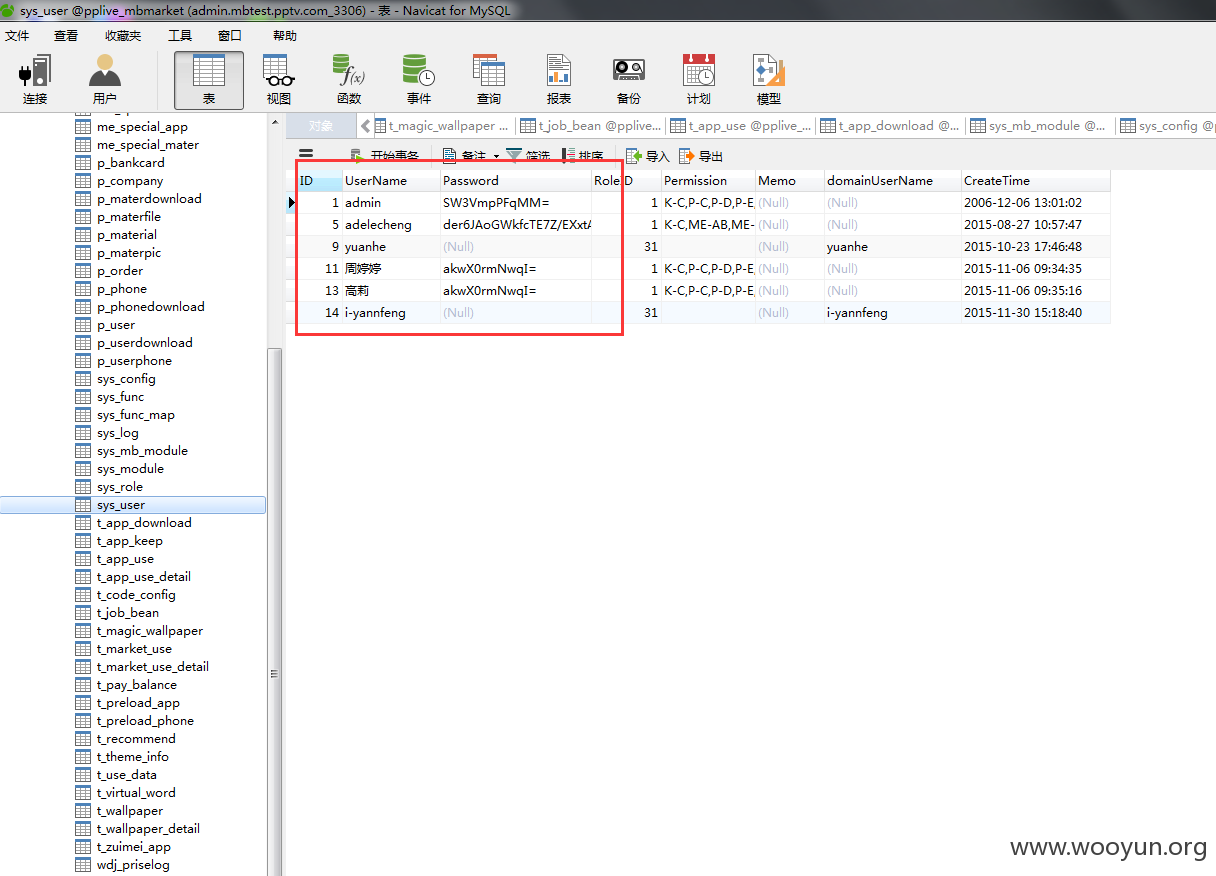 sys_user @pplive_mbmarket (admin.mbtest.pptv.com_3306) - 表 - Navicat for MySQL
文件 查看 收藏夹 工具 窗口 帮助
连接 用户 表 视图 函数 事件 查询 报表 备份 计划 模型
对象 t_magic_wallpaper ... t_job_bean @pplive... t_app_use @pplive_... t_app_download @... sys_mb_module @... sys_config @p
开始事务 备注 筛选 排序 导入 导出
ID UserName Password Role D Permission Memo domainUserName CreateTime
1 admin SW3VmpPFqMM= 1 K-C,P-C,P-D,P-E, (Null) (Null) 2006-12-06 13:01:02
5 adelecheng der6JAoGWkfcTE7Z/EXxtA 1 K-C,ME-AB,ME- (Null) (Null) 2015-08-27 10:57:47
9 yuanhe (Null) 31 (Null) yuanhe 2015-10-23 17:46:48
11 周婷婷 akwX0rmNwqI= 1 K-C,P-C,P-D,P-E, (Null) (Null) 2015-11-06 09:34:35
13 高莉 akwX0rmNwqI= 1 K-C,P-C,P-D,P-E, (Null) (Null) 2015-11-06 09:35:16
14 i-yannfeng (Null) 31 (Null) i-yannfeng 2015-11-30 15:18:40
me_special_app
me_special_mater
p_bankcard
p_company
p_materdownload
p_materfile
p_material
p_materpic
p_order
p_phone
p_phonedownload
p_user
p_userdownload
p_userphone
sys_config
sys_func
sys_func_map
sys_log
sys_mb_module
sys_module
sys_role
sys_user
t_app_download
t_app_keep
t_app_use
t_app_use_detail
t_code_config
t_job_bean
t_magic_wallpaper
t_market_use
t_market_use_detail
t_pay_balance
t_preload_app
t_preload_phone
t_recommend
t_theme_info
t_use_data
t_virtual_word
t_wallpaper
t_wallpaper_detail
t_zuimei_app
wdj_priselog
www.wooyun.org